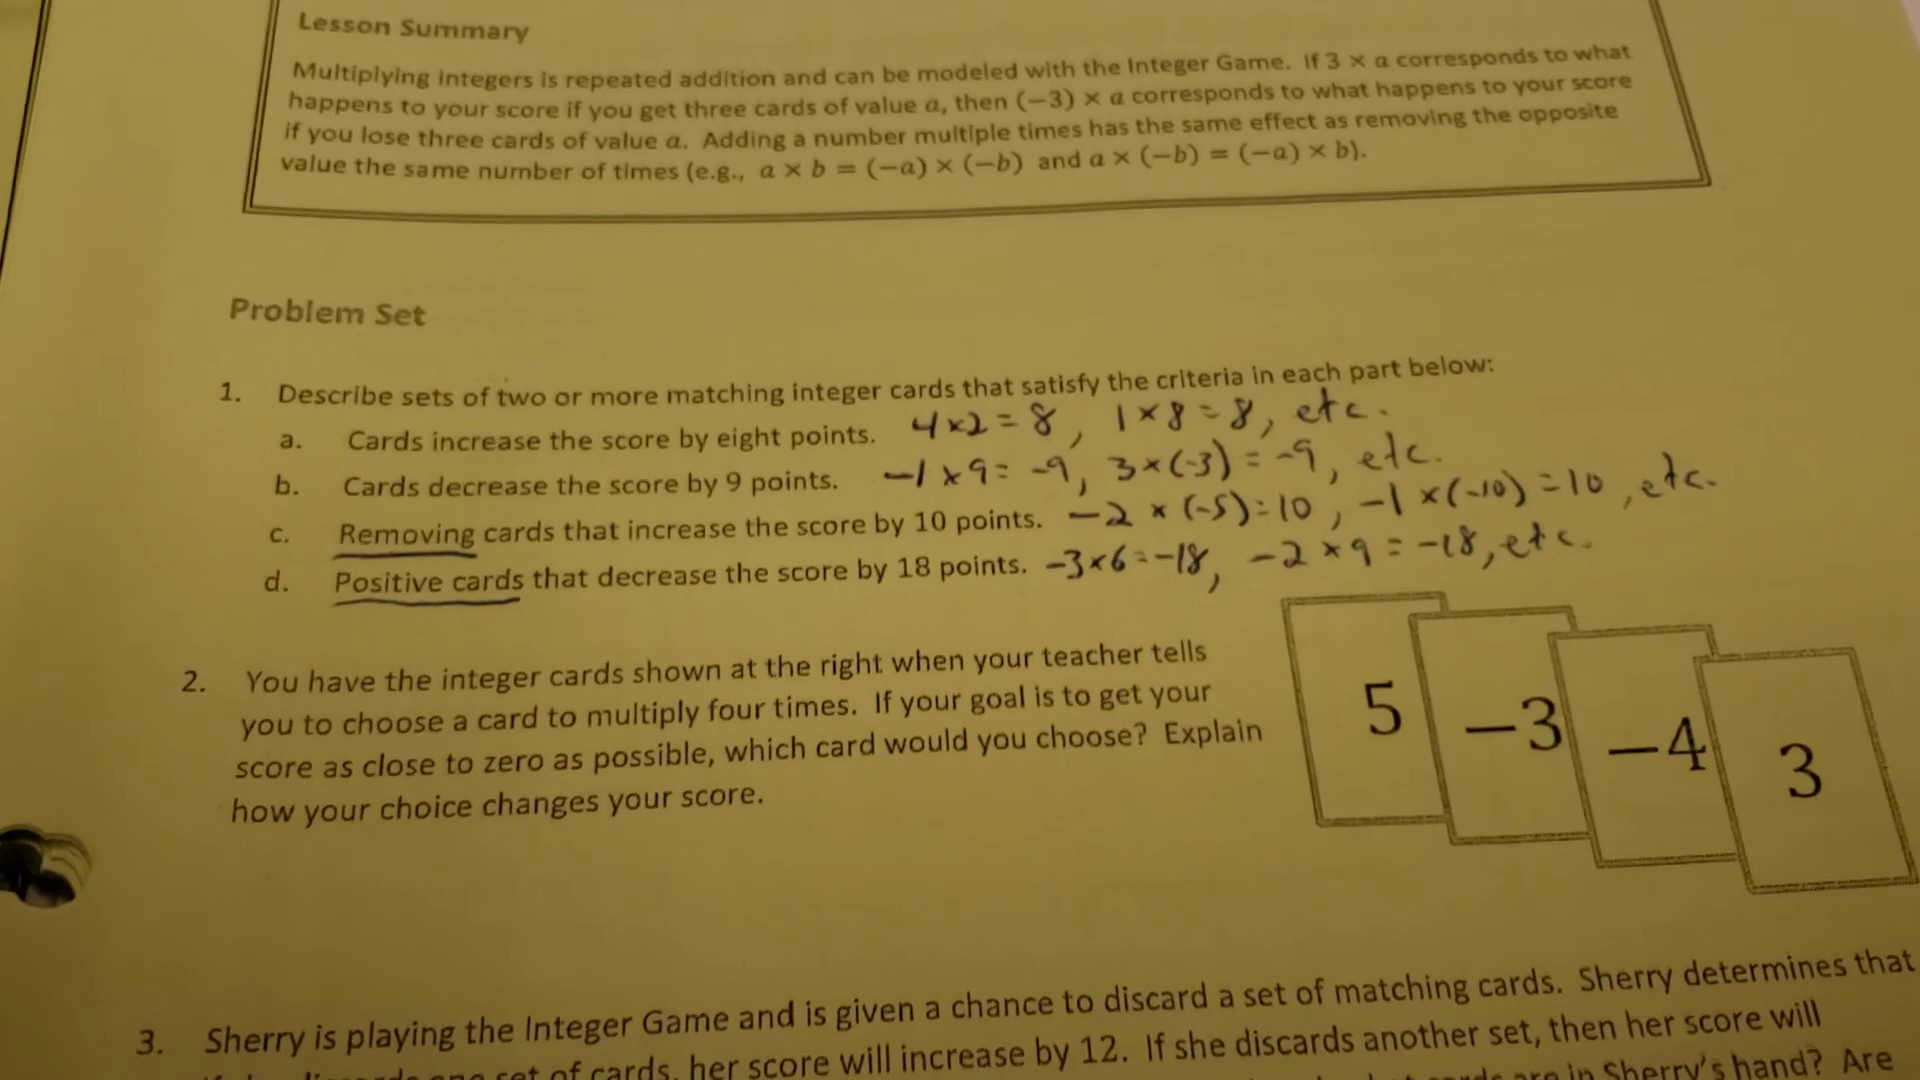 Lesson Summary
Multiplying integers is repeated addition and can be modeled with the Integer Game. If 3 × a corresponds to what
happens to your score if you get three cards of value a, then (−3) × a corresponds to what happens to your score
if you lose three cards of value a. Adding a number multiple times has the same effect as removing the opposite
value the same number of times (e.g., a × b = (−a) × (−b) and a × (−b) = (−a) × b).
Problem Set
1. Describe sets of two or more matching integer cards that satisfy the criteria in each part below:
a. Cards increase the score by eight points. 4×2=8, 1×8=8, etc.
b. Cards decrease the score by 9 points. −1×9=−9, 3×(−3)=−9, etc.
c. Removing cards that increase the score by 10 points. −2×(−5)=10, −1×(−10)=10, etc.
d. Positive cards that decrease the score by 18 points. −3×6=−18, −2×9=−18, etc.
2. You have the integer cards shown at the right when your teacher tells
you to choose a card to multiply four times. If your goal is to get your
score as close to zero as possible, which card would you choose? Explain
how your choice changes your score.
5 −3 −4 3
3. Sherry is playing the Integer Game and is given a chance to discard a set of matching cards. Sherry determines that
set of cards, her score will increase by 12. If she discards another set, then her score will
in Sherry's hand? Are